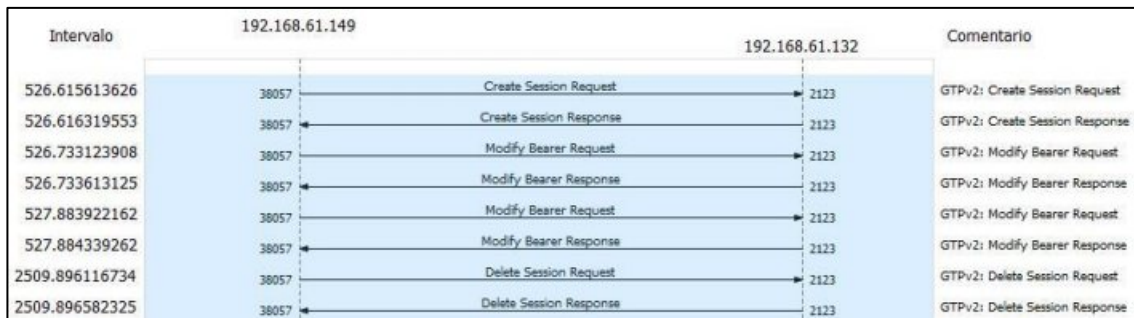 Intervalo 192.168.61.149 192.168.61.132 Comentario
526.615613626 38057 Create Session Request 2123 GTPv2: Create Session Request
526.616319553 38057 Create Session Response 2123 GTPv2: Create Session Response
526.733123908 38057 Modify Bearer Request 2123 GTPv2: Modify Bearer Request
526.733613125 38057 Modify Bearer Response 2123 GTPv2: Modify Bearer Response
527.883922162 38057 Modify Bearer Request 2123 GTPv2: Modify Bearer Request
527.884339262 38057 Modify Bearer Response 2123 GTPv2: Modify Bearer Response
2509.896116734 38057 Delete Session Request 2123 GTPv2: Delete Session Request
2509.896582325 38057 Delete Session Response 2123 GTPv2: Delete Session Response